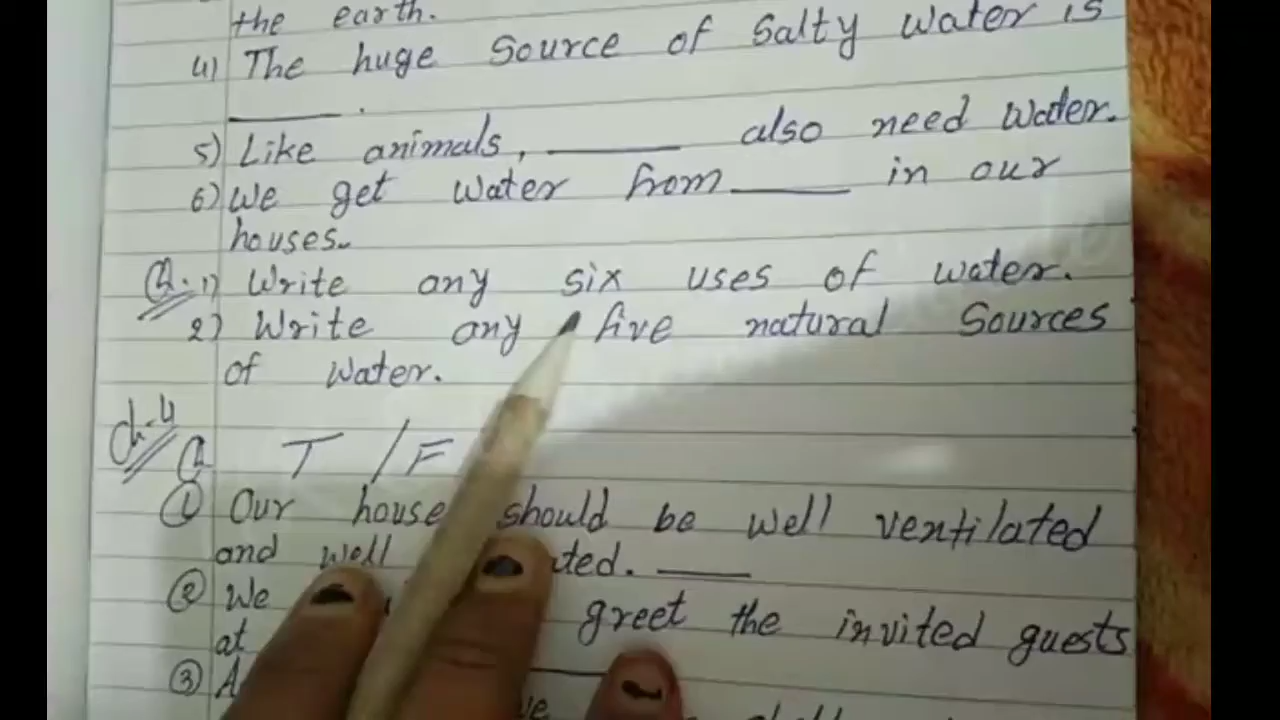 the earth.
4) The huge Source of Salty Water is
______ .
5) Like animals, ______ also need Water.
6) We get Water from ______ in our
houses.
Q. 1) Write any six uses of water.
2) Write any five natural Sources
of Water.
Ch-4
Q T / F
① Our house should be well ventilated
and well ____
② We greet the invited guests
at
③ A